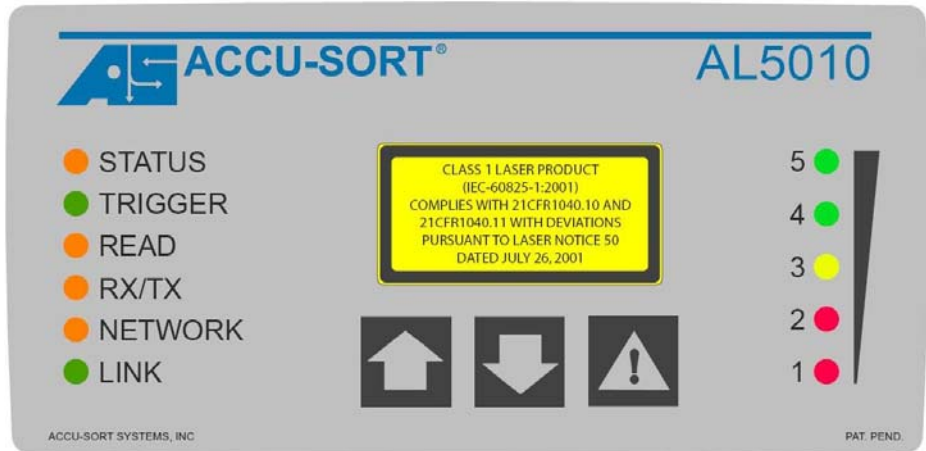 AS ACCU-SORT® AL5010
STATUS
TRIGGER
READ
RX/TX
NETWORK
LINK
CLASS 1 LASER PRODUCT
(IEC-60825-1:2001)
COMPLIES WITH 21CFR1040.10 AND
21CFR1040.11 WITH DEVIATIONS
PURSUANT TO LASER NOTICE 50
DATED JULY 26, 2001
!
5
4
3
2
1
ACCU-SORT SYSTEMS, INC
PAT. PEND.